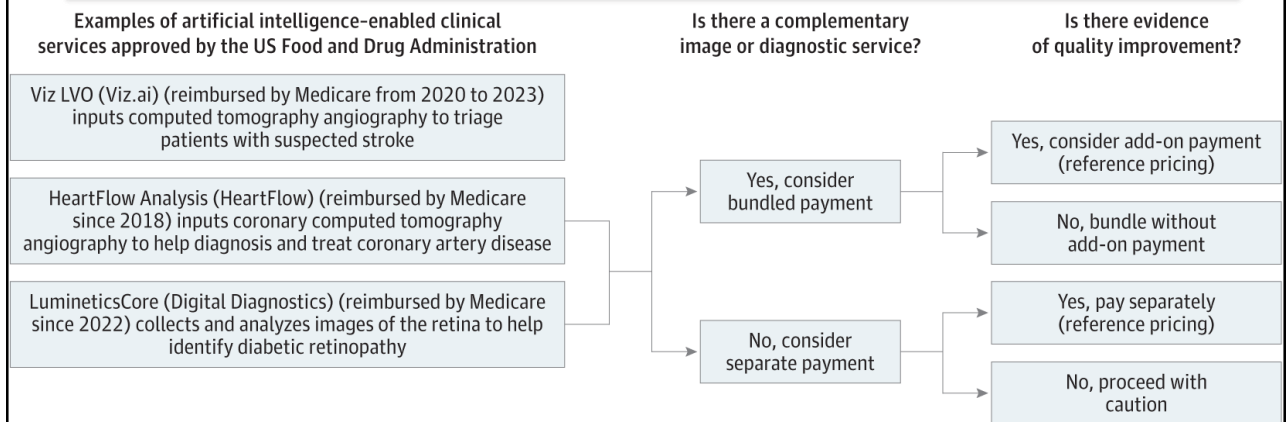 Examples of artificial intelligence-enabled clinical
services approved by the US Food and Drug Administration
Is there a complementary
image or diagnostic service?
Is there evidence
of quality improvement?
Viz LVO (Viz.ai) (reimbursed by Medicare from 2020 to 2023)
inputs computed tomography angiography to triage
patients with suspected stroke
HeartFlow Analysis (HeartFlow) (reimbursed by Medicare
since 2018) inputs coronary computed tomography
angiography to help diagnosis and treat coronary artery disease
LumineticsCore (Digital Diagnostics) (reimbursed by Medicare
since 2022) collects and analyzes images of the retina to help
identify diabetic retinopathy
Yes, consider
bundled payment
No, consider
separate payment
Yes, consider add-on payment
(reference pricing)
No, bundle without
add-on payment
Yes, pay separately
(reference pricing)
No, proceed with
caution